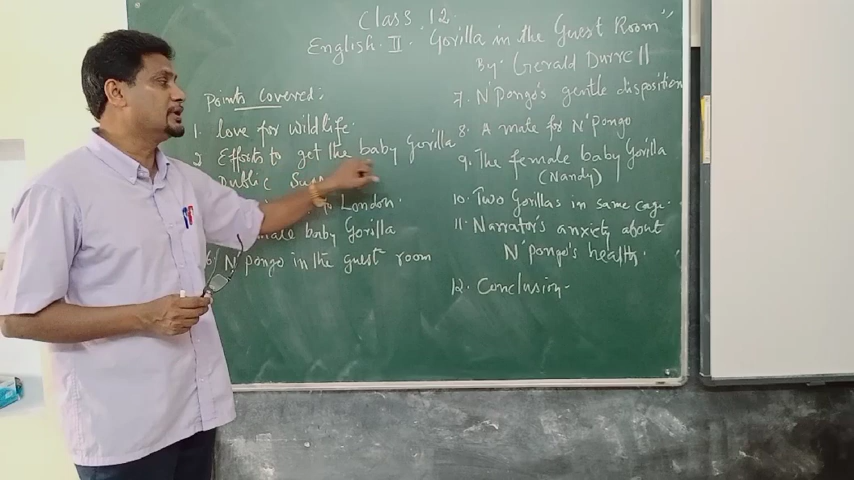 Class 12
English. II "Gorilla in the Guest Room"
By: Gerald Durrell
Points Covered:
1. love for wildlife.
2 Efforts to get the baby Gorilla
Public
London.
baby Gorilla
6. N'pongo in the guest room
7. N'Pongo's gentle disposition
8. A mate for N'pongo
9. The female baby Gorilla
(Nandy)
10. Two Gorillas in same cage.
11. Narrator's anxiety about
N'pongo's health.
12. Conclusion.